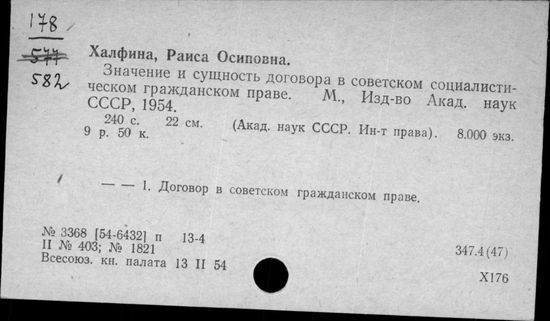 178
577
582
Халфина, Раиса Осиповна.
Значение и сущность договора в советском социалисти-
ческом гражданском праве. М., Изд-во Акад. наук
СССР, 1954.
240 с. 22 см. (Акад. наук СССР. Ин-т права). 8.000 экз.
9 р. 50 к.
— — 1. Договор в советском гражданском праве.
№ 3368 [54-6432] п 13-4
II № 403; № 1821
347.4(47)
Всесоюз. кн. палата 13 II 54
Х176